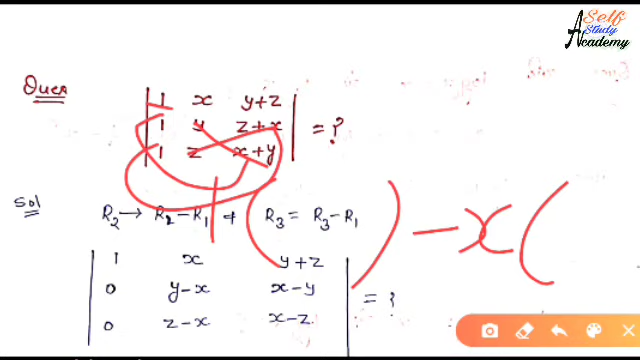 Self
Study
Academy
Ques
1 x y+z
1 y z+x = ?
1 z x+y
Sol
R₂ → R₂ - R₁ & R₃ = R₃ - R₁
- x (
1 x y+z
0 y-x x-y = ?
0 z-x x-z